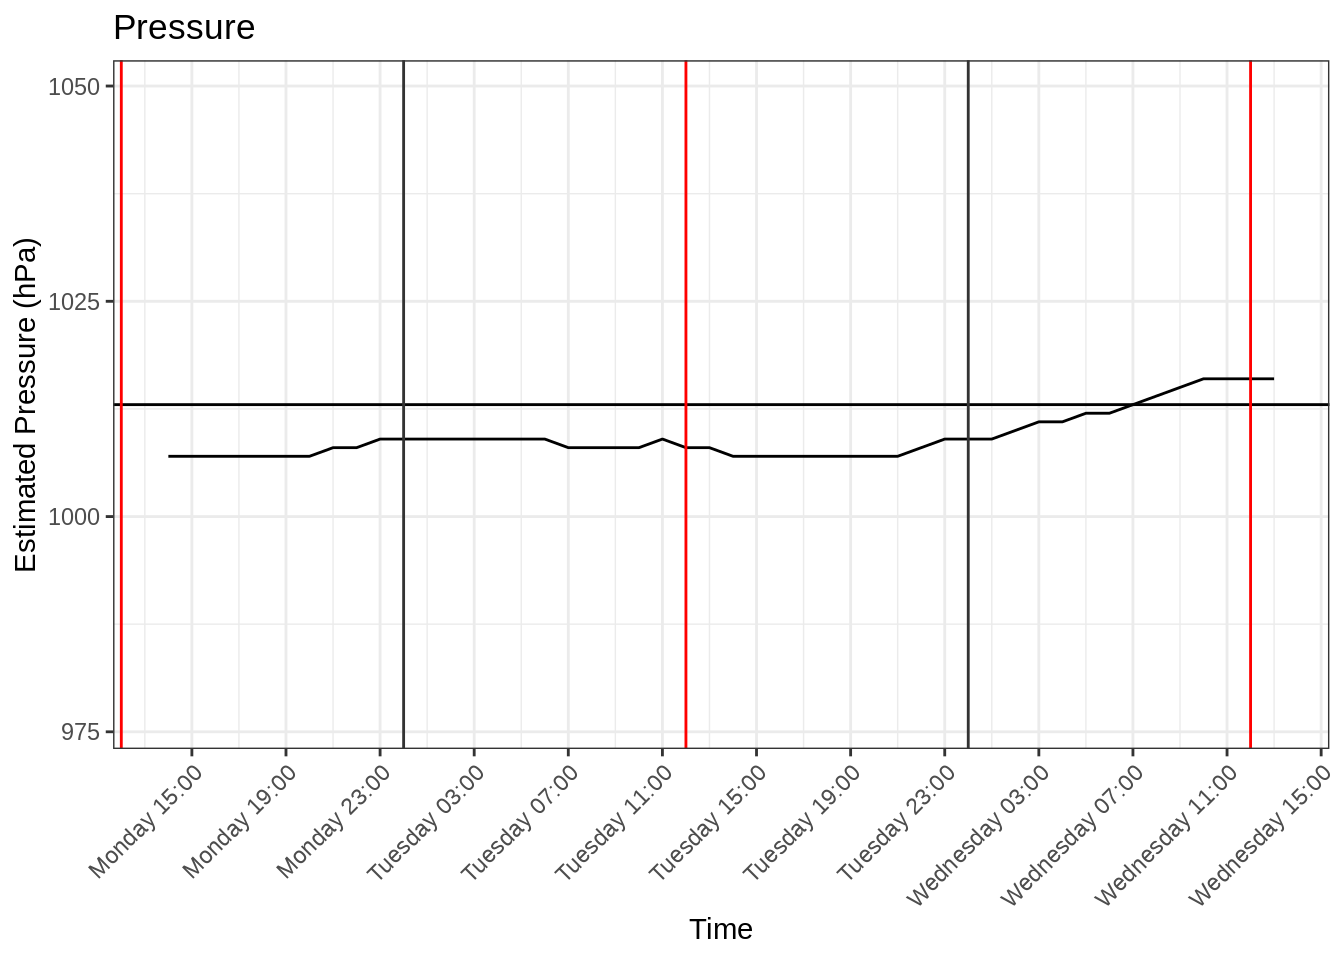 Pressure
Estimated Pressure (hPa)
1050
1025
1000
975
Monday 15:00
Monday 19:00
Monday 23:00
Tuesday 03:00
Tuesday 07:00
Tuesday 11:00
Tuesday 15:00
Tuesday 19:00
Tuesday 23:00
Wednesday 03:00
Wednesday 07:00
Wednesday 11:00
Wednesday 15:00
Time